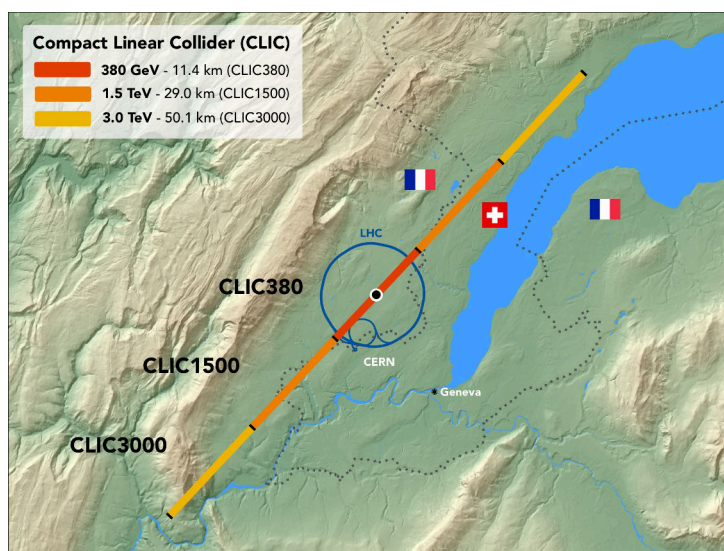 Compact Linear Collider (CLIC)
380 GeV - 11.4 km (CLIC380)
1.5 TeV - 29.0 km (CLIC1500)
3.0 TeV - 50.1 km (CLIC3000)
LHC
CLIC380
CLIC1500
CERN
Geneva
CLIC3000